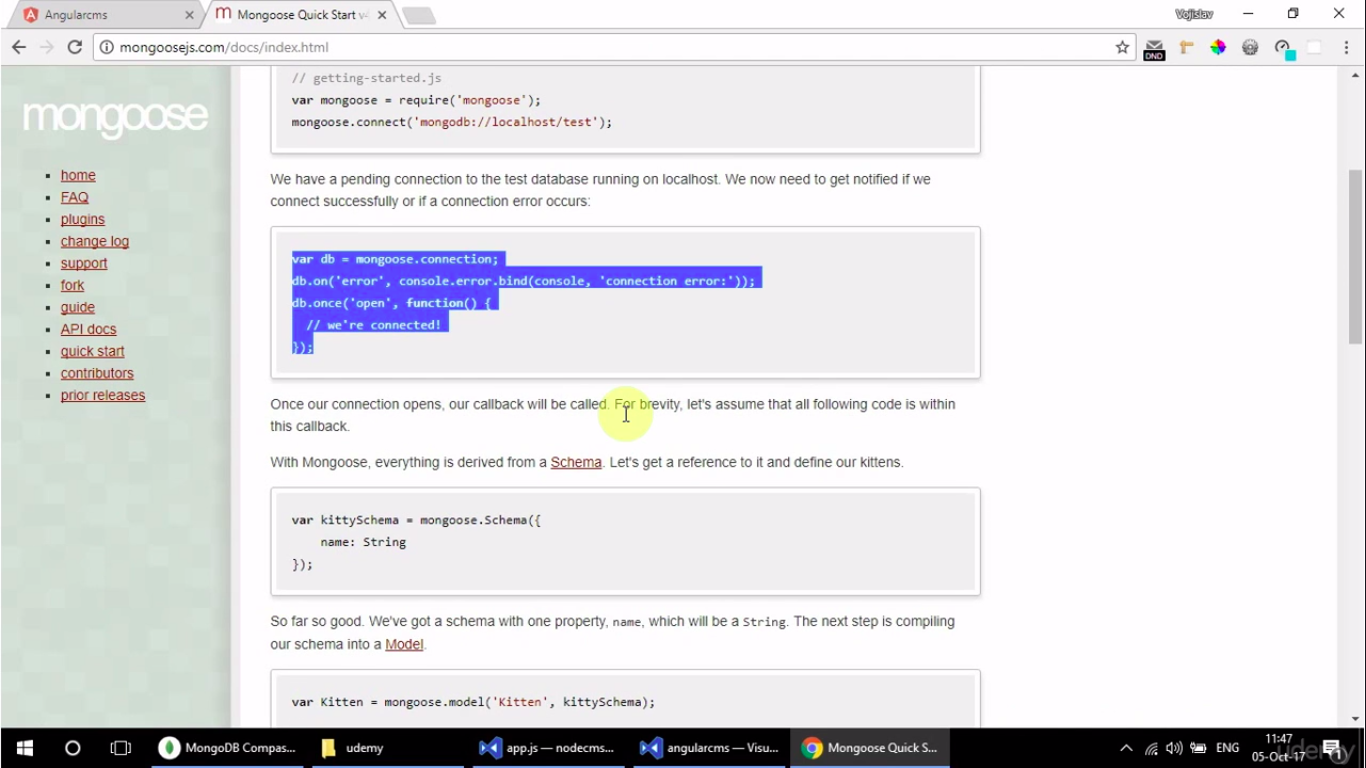 Angularcms
Mongoose Quick Start v4
Vojislav
mongoosejs.com/docs/index.html
DND
mongoose
home
FAQ
plugins
change log
support
fork
guide
API docs
quick start
contributors
prior releases
// getting-started.js
var mongoose = require('mongoose');
mongoose.connect('mongodb://localhost/test');
We have a pending connection to the test database running on localhost. We now need to get notified if we
connect successfully or if a connection error occurs:
var db = mongoose.connection;
db.on('error', console.error.bind(console, 'connection error:'));
db.once('open', function() {
// we're connected!
});
Once our connection opens, our callback will be called. For brevity, let's assume that all following code is within
this callback.
With Mongoose, everything is derived from a Schema. Let's get a reference to it and define our kittens.
var kittySchema = mongoose.Schema({
name: String
});
So far so good. We've got a schema with one property, name, which will be a String. The next step is compiling
our schema into a Model.
var Kitten = mongoose.model('Kitten', kittySchema);
MongoDB Compas...
udemy
app.js — nodecms...
angularcms — Visu...
Mongoose Quick S...
ENG
11:47
05-Oct-17
1
udemy